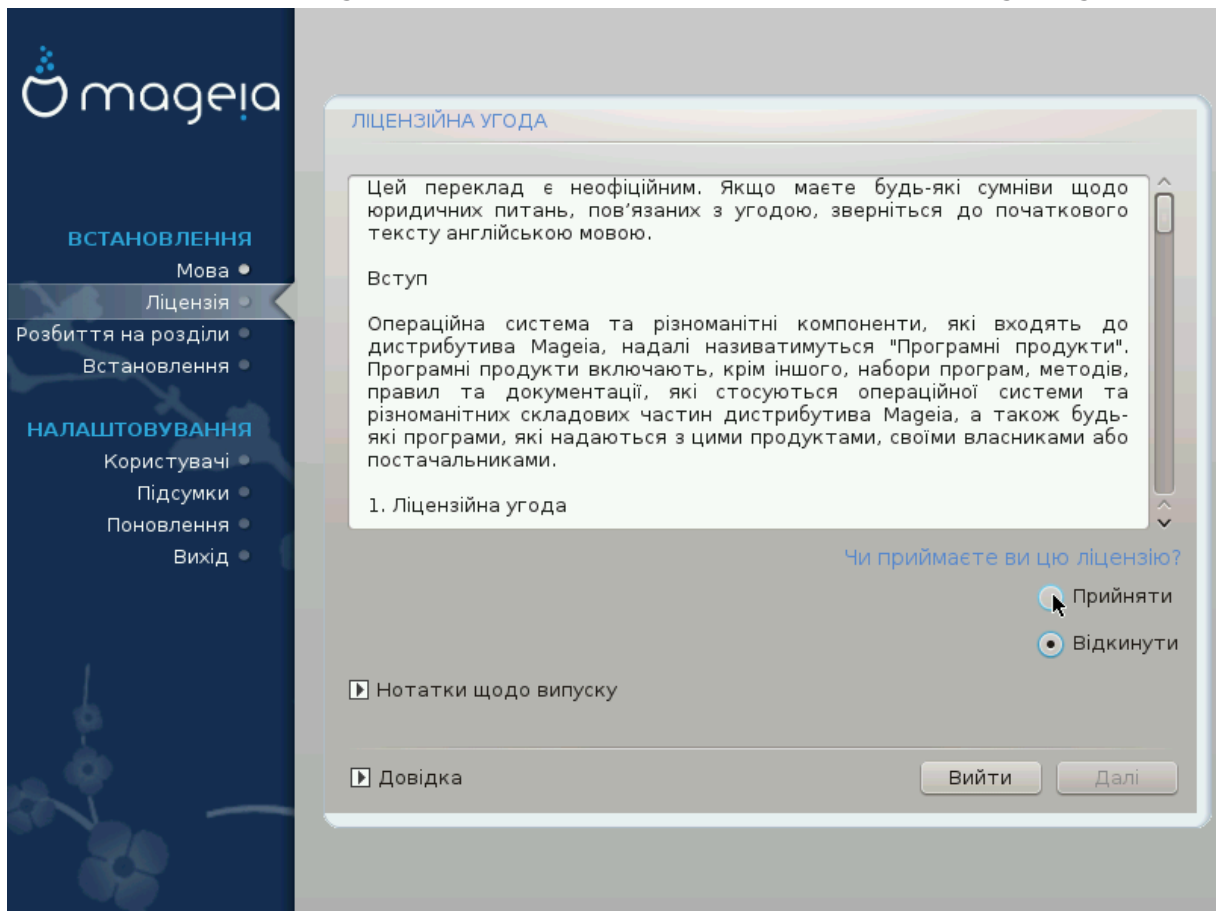 mageia
ВСТАНОВЛЕННЯ
Мова
Ліцензія
Розбиття на розділи
Встановлення
НАЛАШТОВУВАННЯ
Користувачі
Підсумки
Поновлення
Вихід
ЛІЦЕНЗІЙНА УГОДА
Цей переклад є неофіційним. Якщо маєте будь-які сумніви щодо
юридичних питань, пов’язаних з угодою, зверніться до початкового
тексту англійською мовою.
Вступ
Операційна система та різноманітні компоненти, які входять до
дистрибутива Mageia, надалі називатимуться "Програмні продукти".
Програмні продукти включають, крім іншого, набори програм, методів,
правил та документації, які стосуються операційної системи та
різноманітних складових частин дистрибутива Mageia, а також будь-
які програми, які надаються з цими продуктами, своїми власниками або
постачальниками.
1. Ліцензійна угода
Чи приймаєте ви цю ліцензію?
Прийняти
Відкинути
Нотатки щодо випуску
Довідка
Вийти
Далі